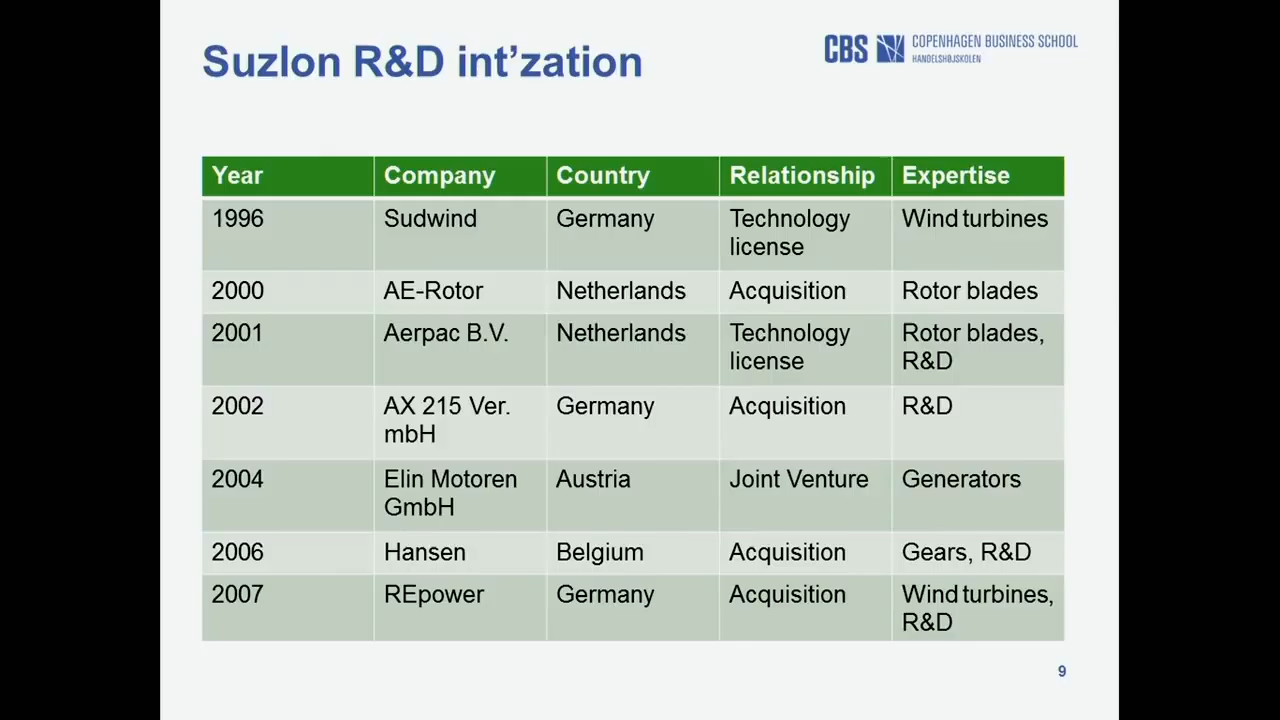 Suzlon R&D int’zation
CBS COPENHAGEN BUSINESS SCHOOL
HANDELSHØJSKOLEN
Year Company Country Relationship Expertise
1996 Sudwind Germany Technology license Wind turbines
2000 AE-Rotor Netherlands Acquisition Rotor blades
2001 Aerpac B.V. Netherlands Technology license Rotor blades, R&D
2002 AX 215 Ver. mbH Germany Acquisition R&D
2004 Elin Motoren GmbH Austria Joint Venture Generators
2006 Hansen Belgium Acquisition Gears, R&D
2007 REpower Germany Acquisition Wind turbines, R&D
9